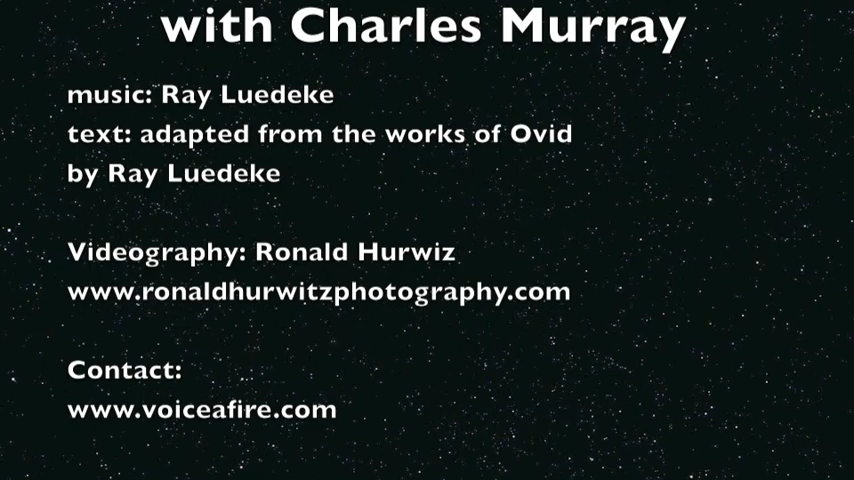 with Charles Murray
music: Ray Luedeke
text: adapted from the works of Ovid
by Ray Luedeke
Videography: Ronald Hurwiz
www.ronaldhurwitzphotography.com
Contact:
www.voiceafire.com